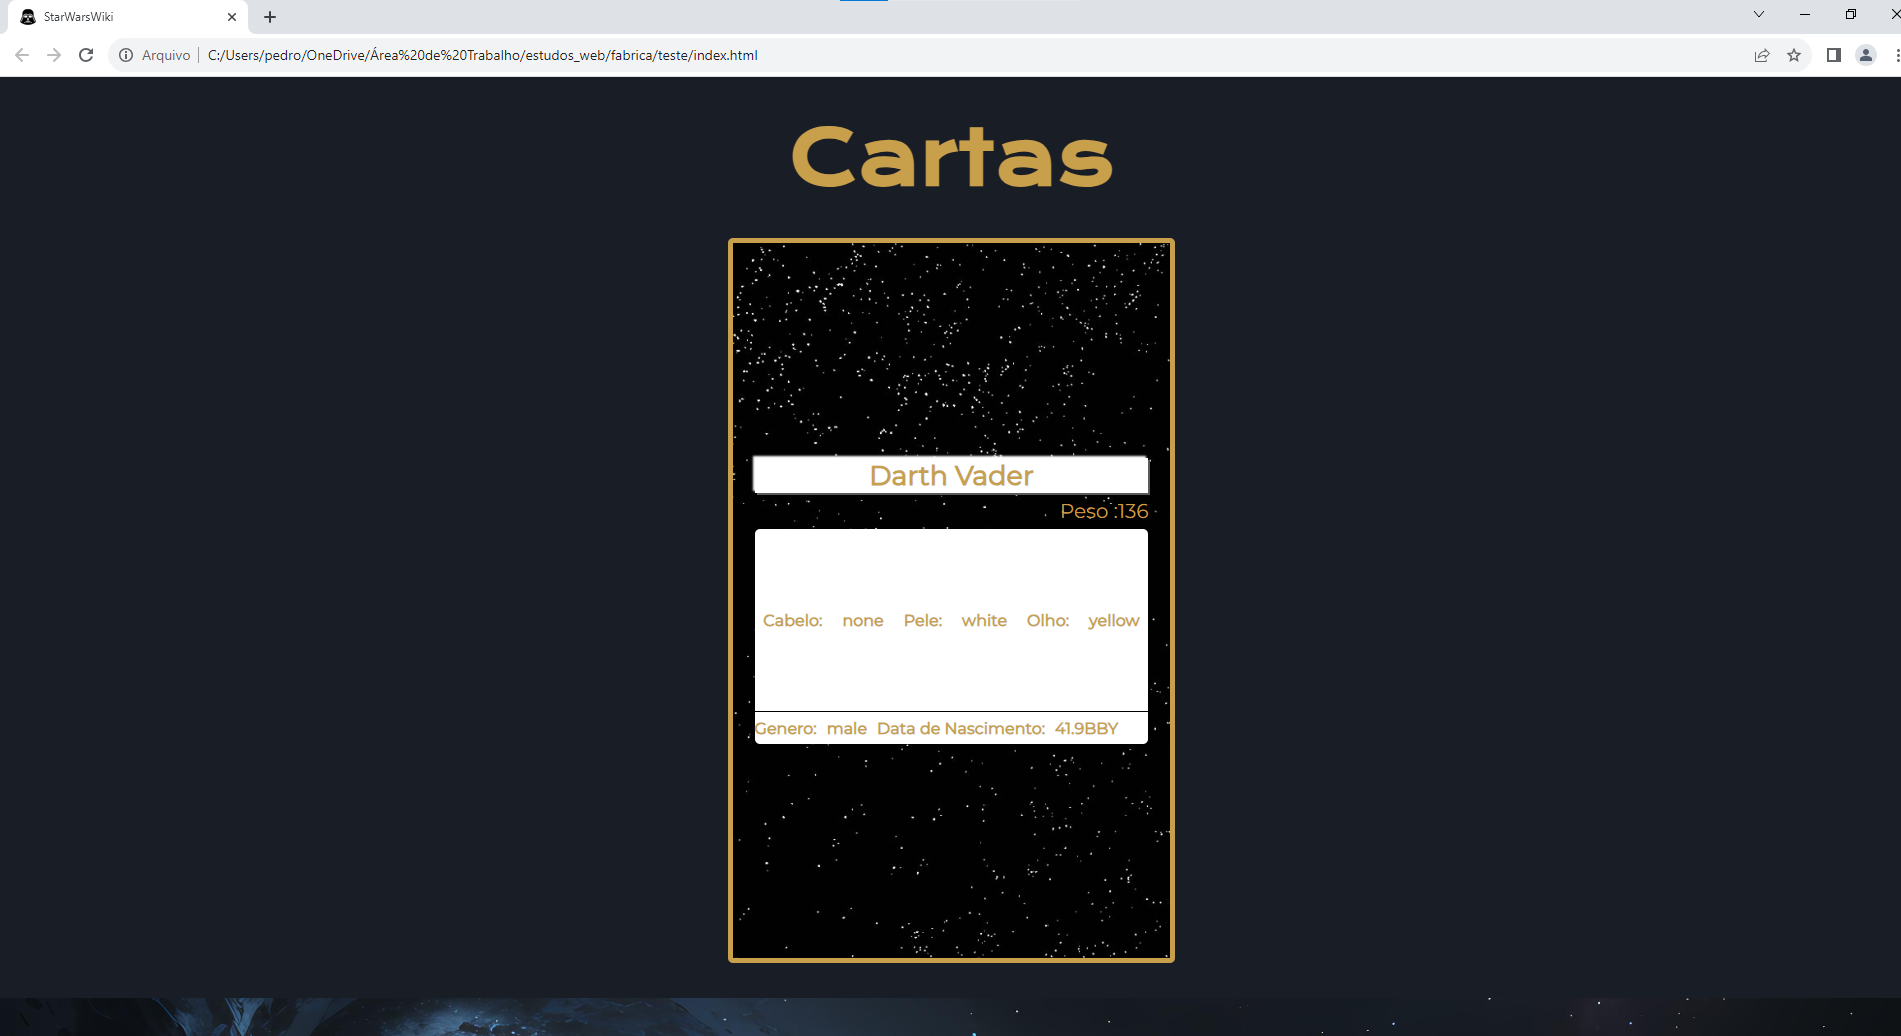 StarWarsWiki
Arquivo C:/Users/pedro/OneDrive/Área%20de%20Trabalho/estudos_web/fabrica/teste/index.html
Cartas
Darth Vader
Peso :136
Cabelo: none Pele: white Olho: yellow
Genero: male Data de Nascimento: 41.9BBY